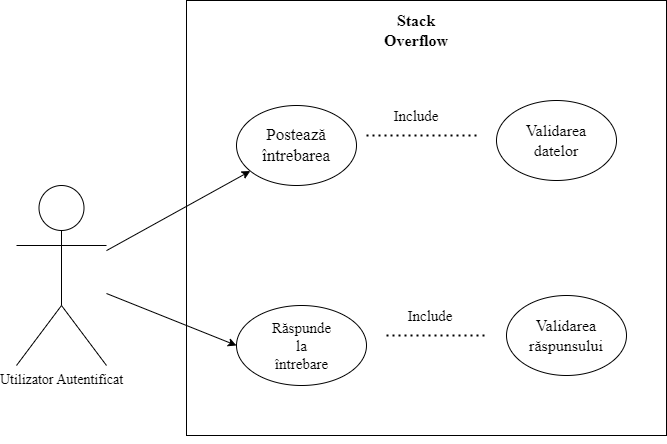 Stack
Overflow
Postează
întrebarea
Include
Validarea
datelor
Utilizator Autentificat
Răspunde
la
întrebare
Include
Validarea
răspunsului